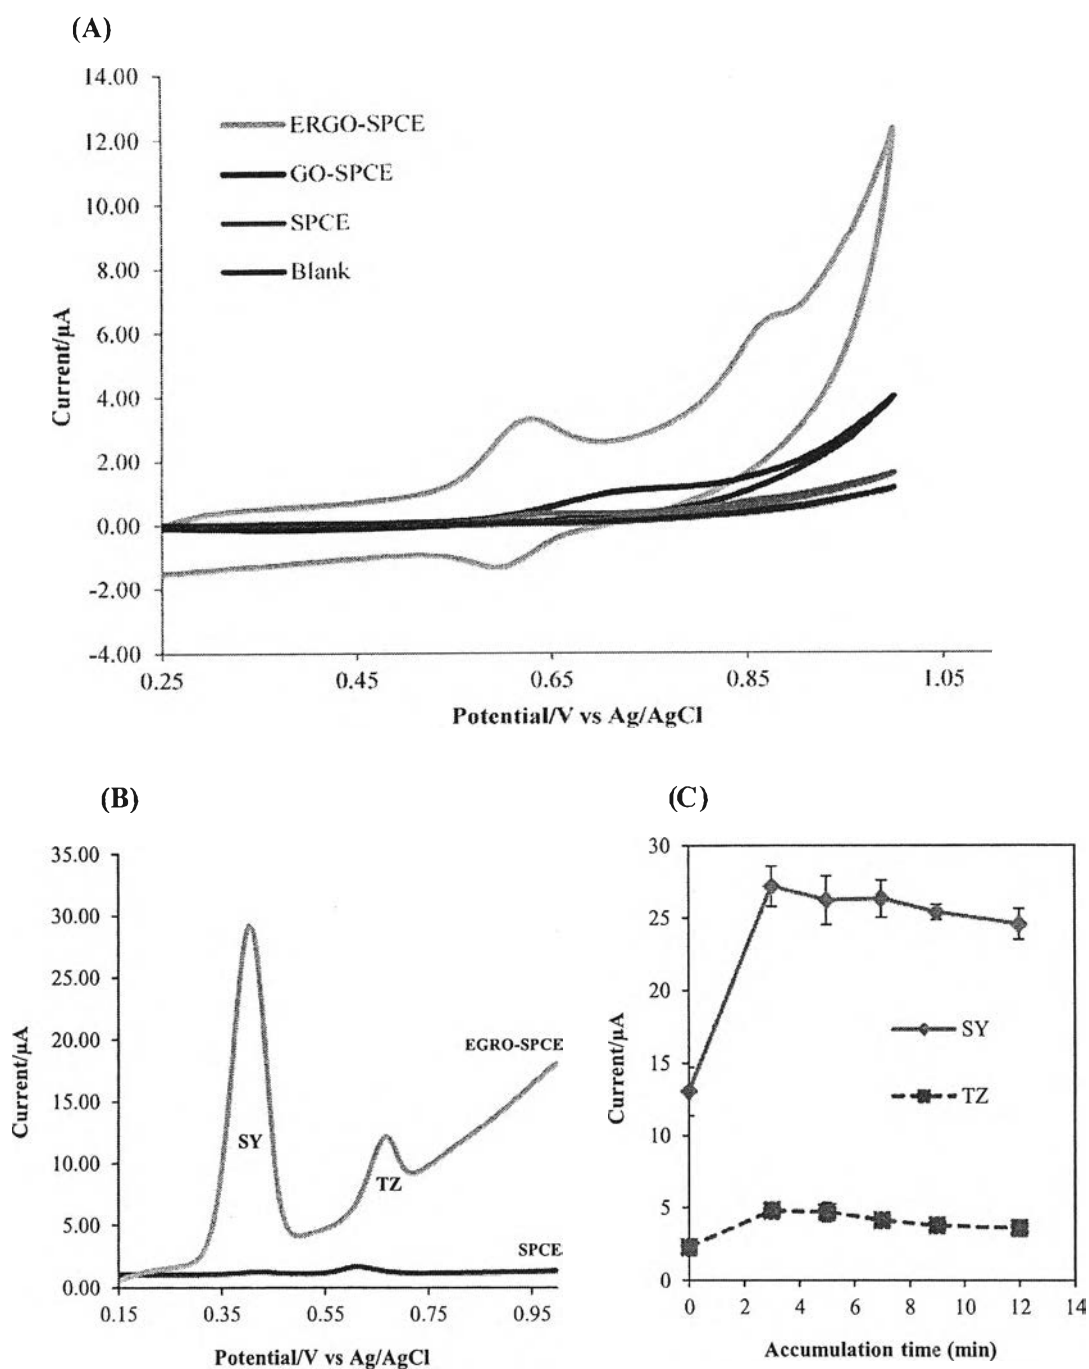 (A)
14.00
12.00
10.00
8.00
6.00
4.00
2.00
0.00
-2.00
-4.00
Current/µA
ERGO-SPCE
GO-SPCE
SPCE
Blank
0.25 0.45 0.65 0.85 1.05
Potential/V vs Ag/AgCl
(B)
35.00
30.00
25.00
20.00
15.00
10.00
5.00
0.00
Current/µA
SY
TZ
EGRO-SPCE
SPCE
0.15 0.35 0.55 0.75 0.95
Potential/V vs Ag/AgCl
(C)
30
25
20
15
10
5
0
Current/µA
SY
TZ
0 2 4 6 8 10 12 14
Accumulation time (min)